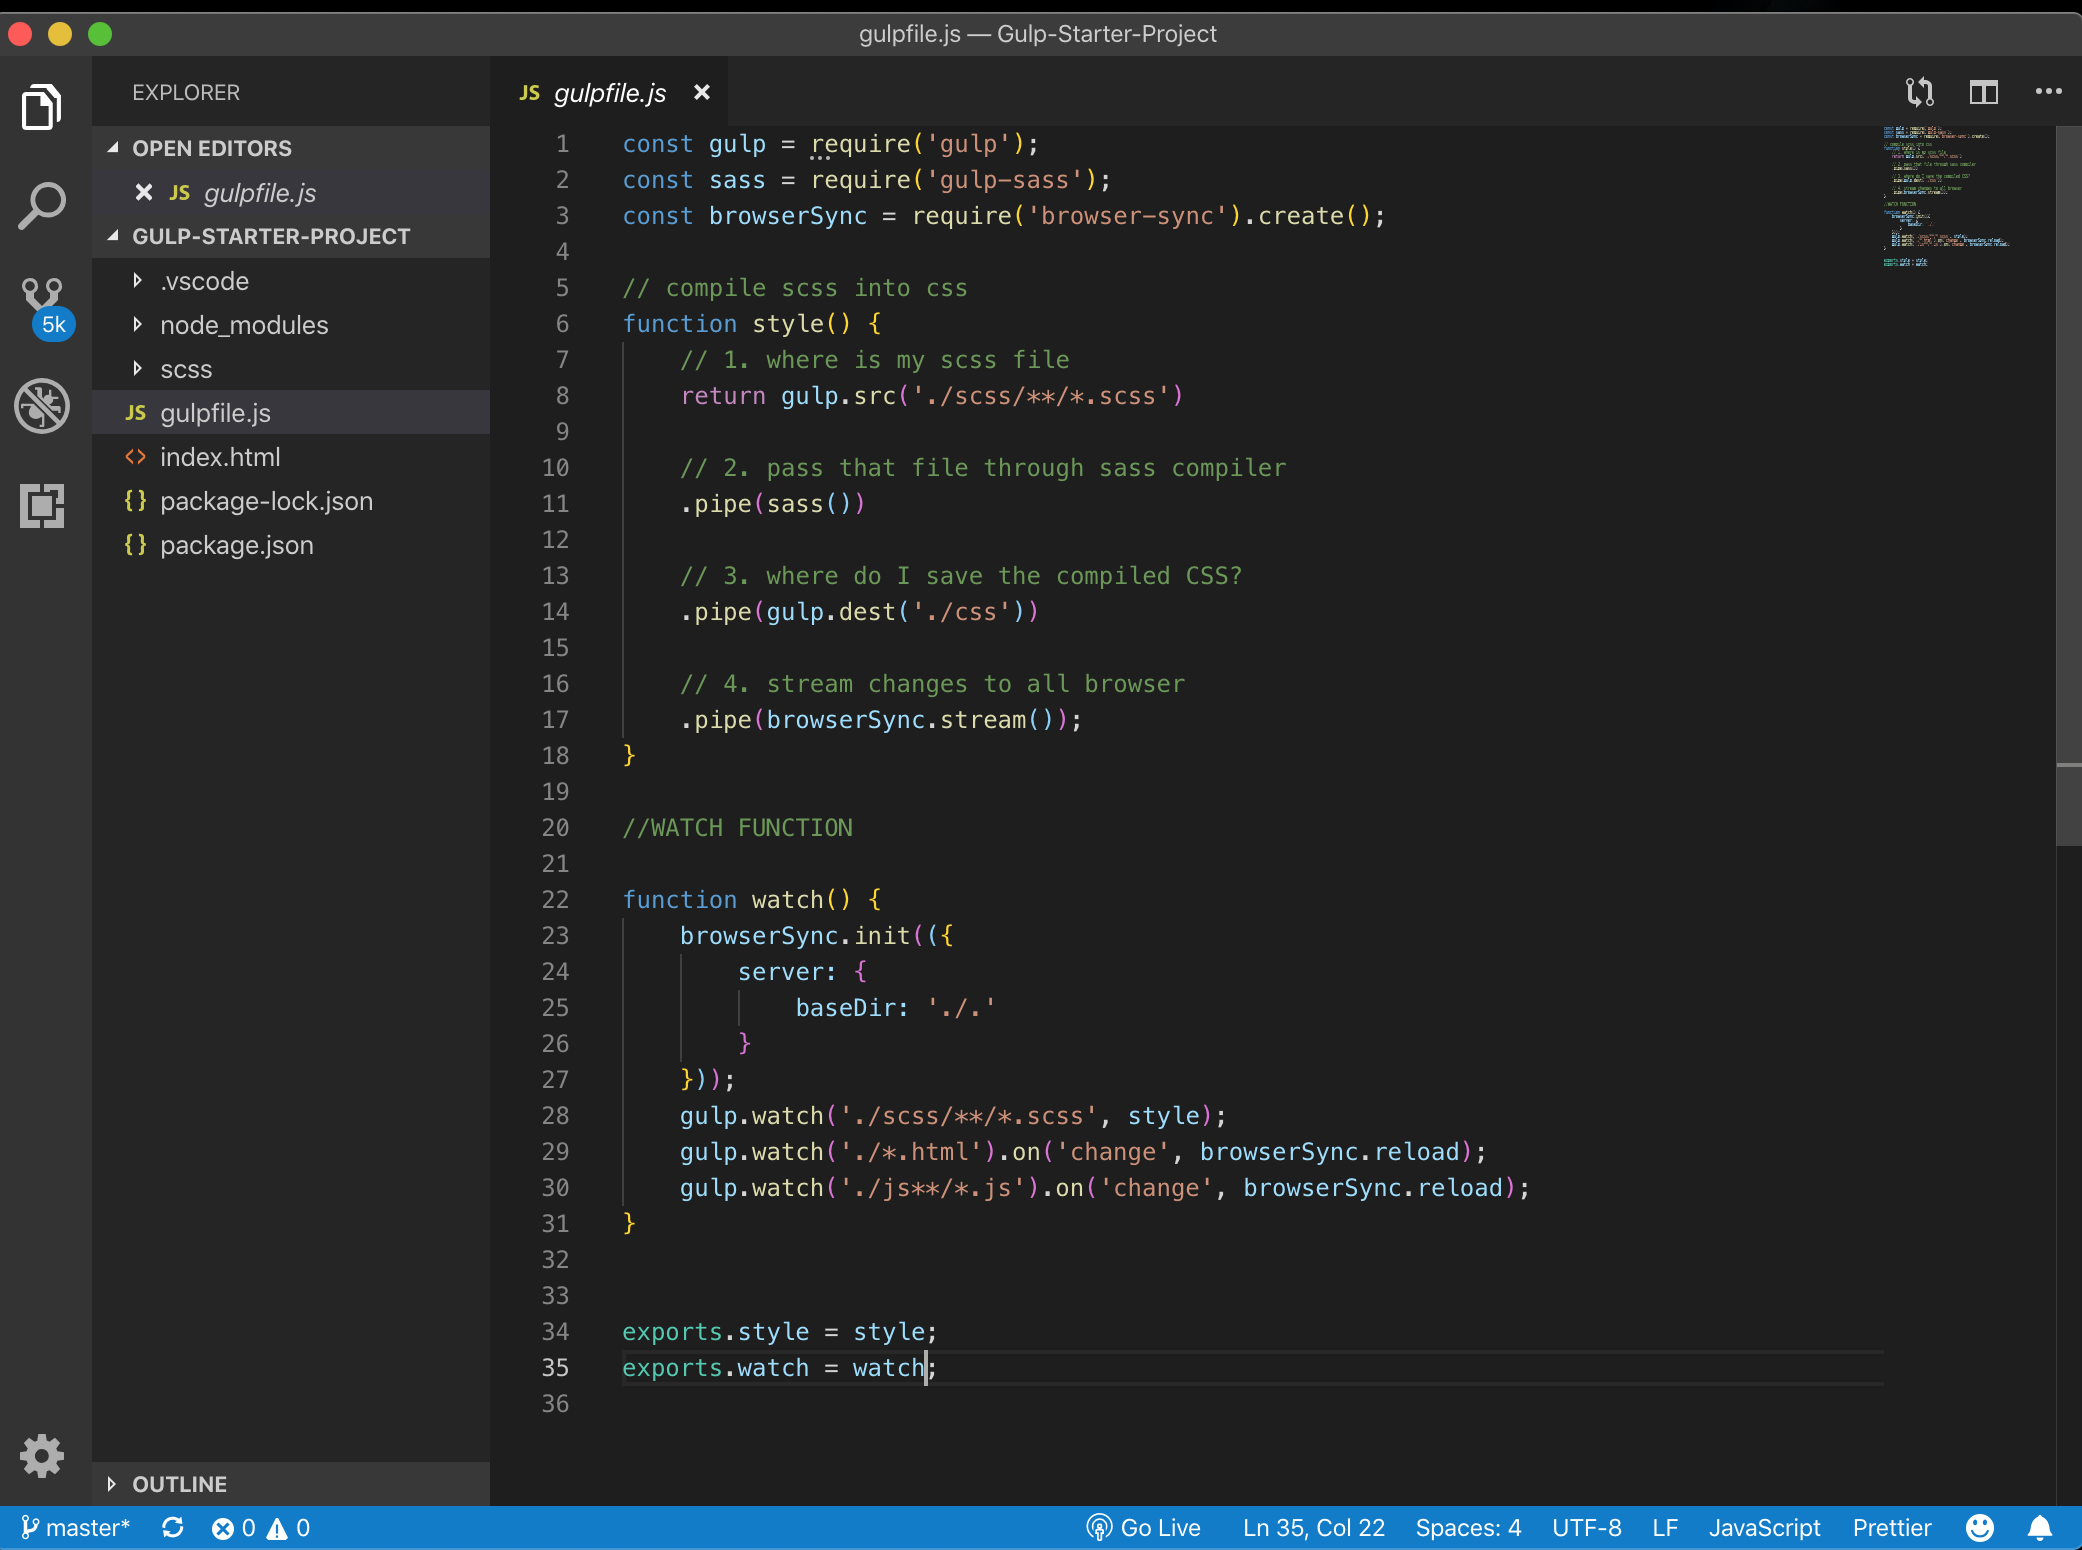 gulpfile.js — Gulp-Starter-Project
EXPLORER
OPEN EDITORS
JS gulpfile.js
GULP-STARTER-PROJECT
.vscode
node_modules
scss
JS gulpfile.js
<> index.html
{} package-lock.json
{} package.json
OUTLINE
5k
JS gulpfile.js
1 const gulp = require('gulp');
2 const sass = require('gulp-sass');
3 const browserSync = require('browser-sync').create();
4
5 // compile scss into css
6 function style() {
7 // 1. where is my scss file
8 return gulp.src('./scss/**/*.scss')
9
10 // 2. pass that file through sass compiler
11 .pipe(sass())
12
13 // 3. where do I save the compiled CSS?
14 .pipe(gulp.dest('./css'))
15
16 // 4. stream changes to all browser
17 .pipe(browserSync.stream());
18 }
19
20 //WATCH FUNCTION
21
22 function watch() {
23 browserSync.init(({
24 server: {
25 baseDir: './.'
26 }
27 }));
28 gulp.watch('./scss/**/*.scss', style);
29 gulp.watch('./*.html').on('change', browserSync.reload);
30 gulp.watch('./js**/*.js').on('change', browserSync.reload);
31 }
32
33
34 exports.style = style;
35 exports.watch = watch;
36
master* 0 0 Go Live Ln 35, Col 22 Spaces: 4 UTF-8 LF JavaScript Prettier